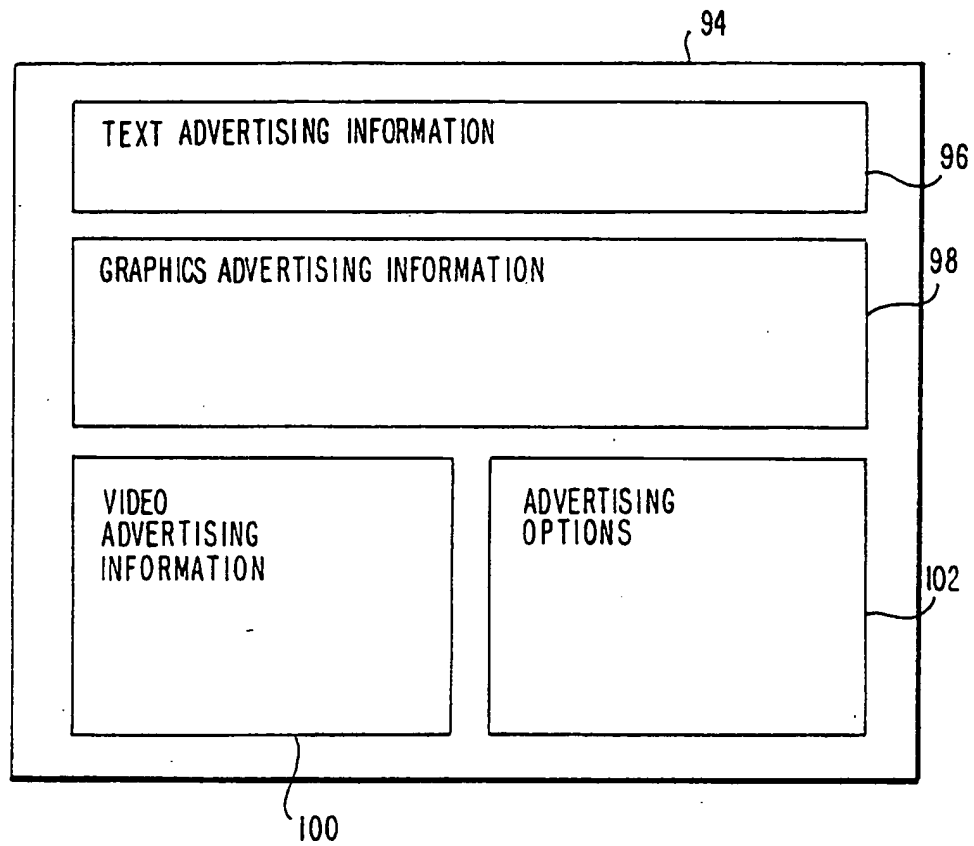 94
TEXT ADVERTISING INFORMATION
96
GRAPHICS ADVERTISING INFORMATION
98
VIDEO
ADVERTISING
INFORMATION
ADVERTISING
OPTIONS
102
100